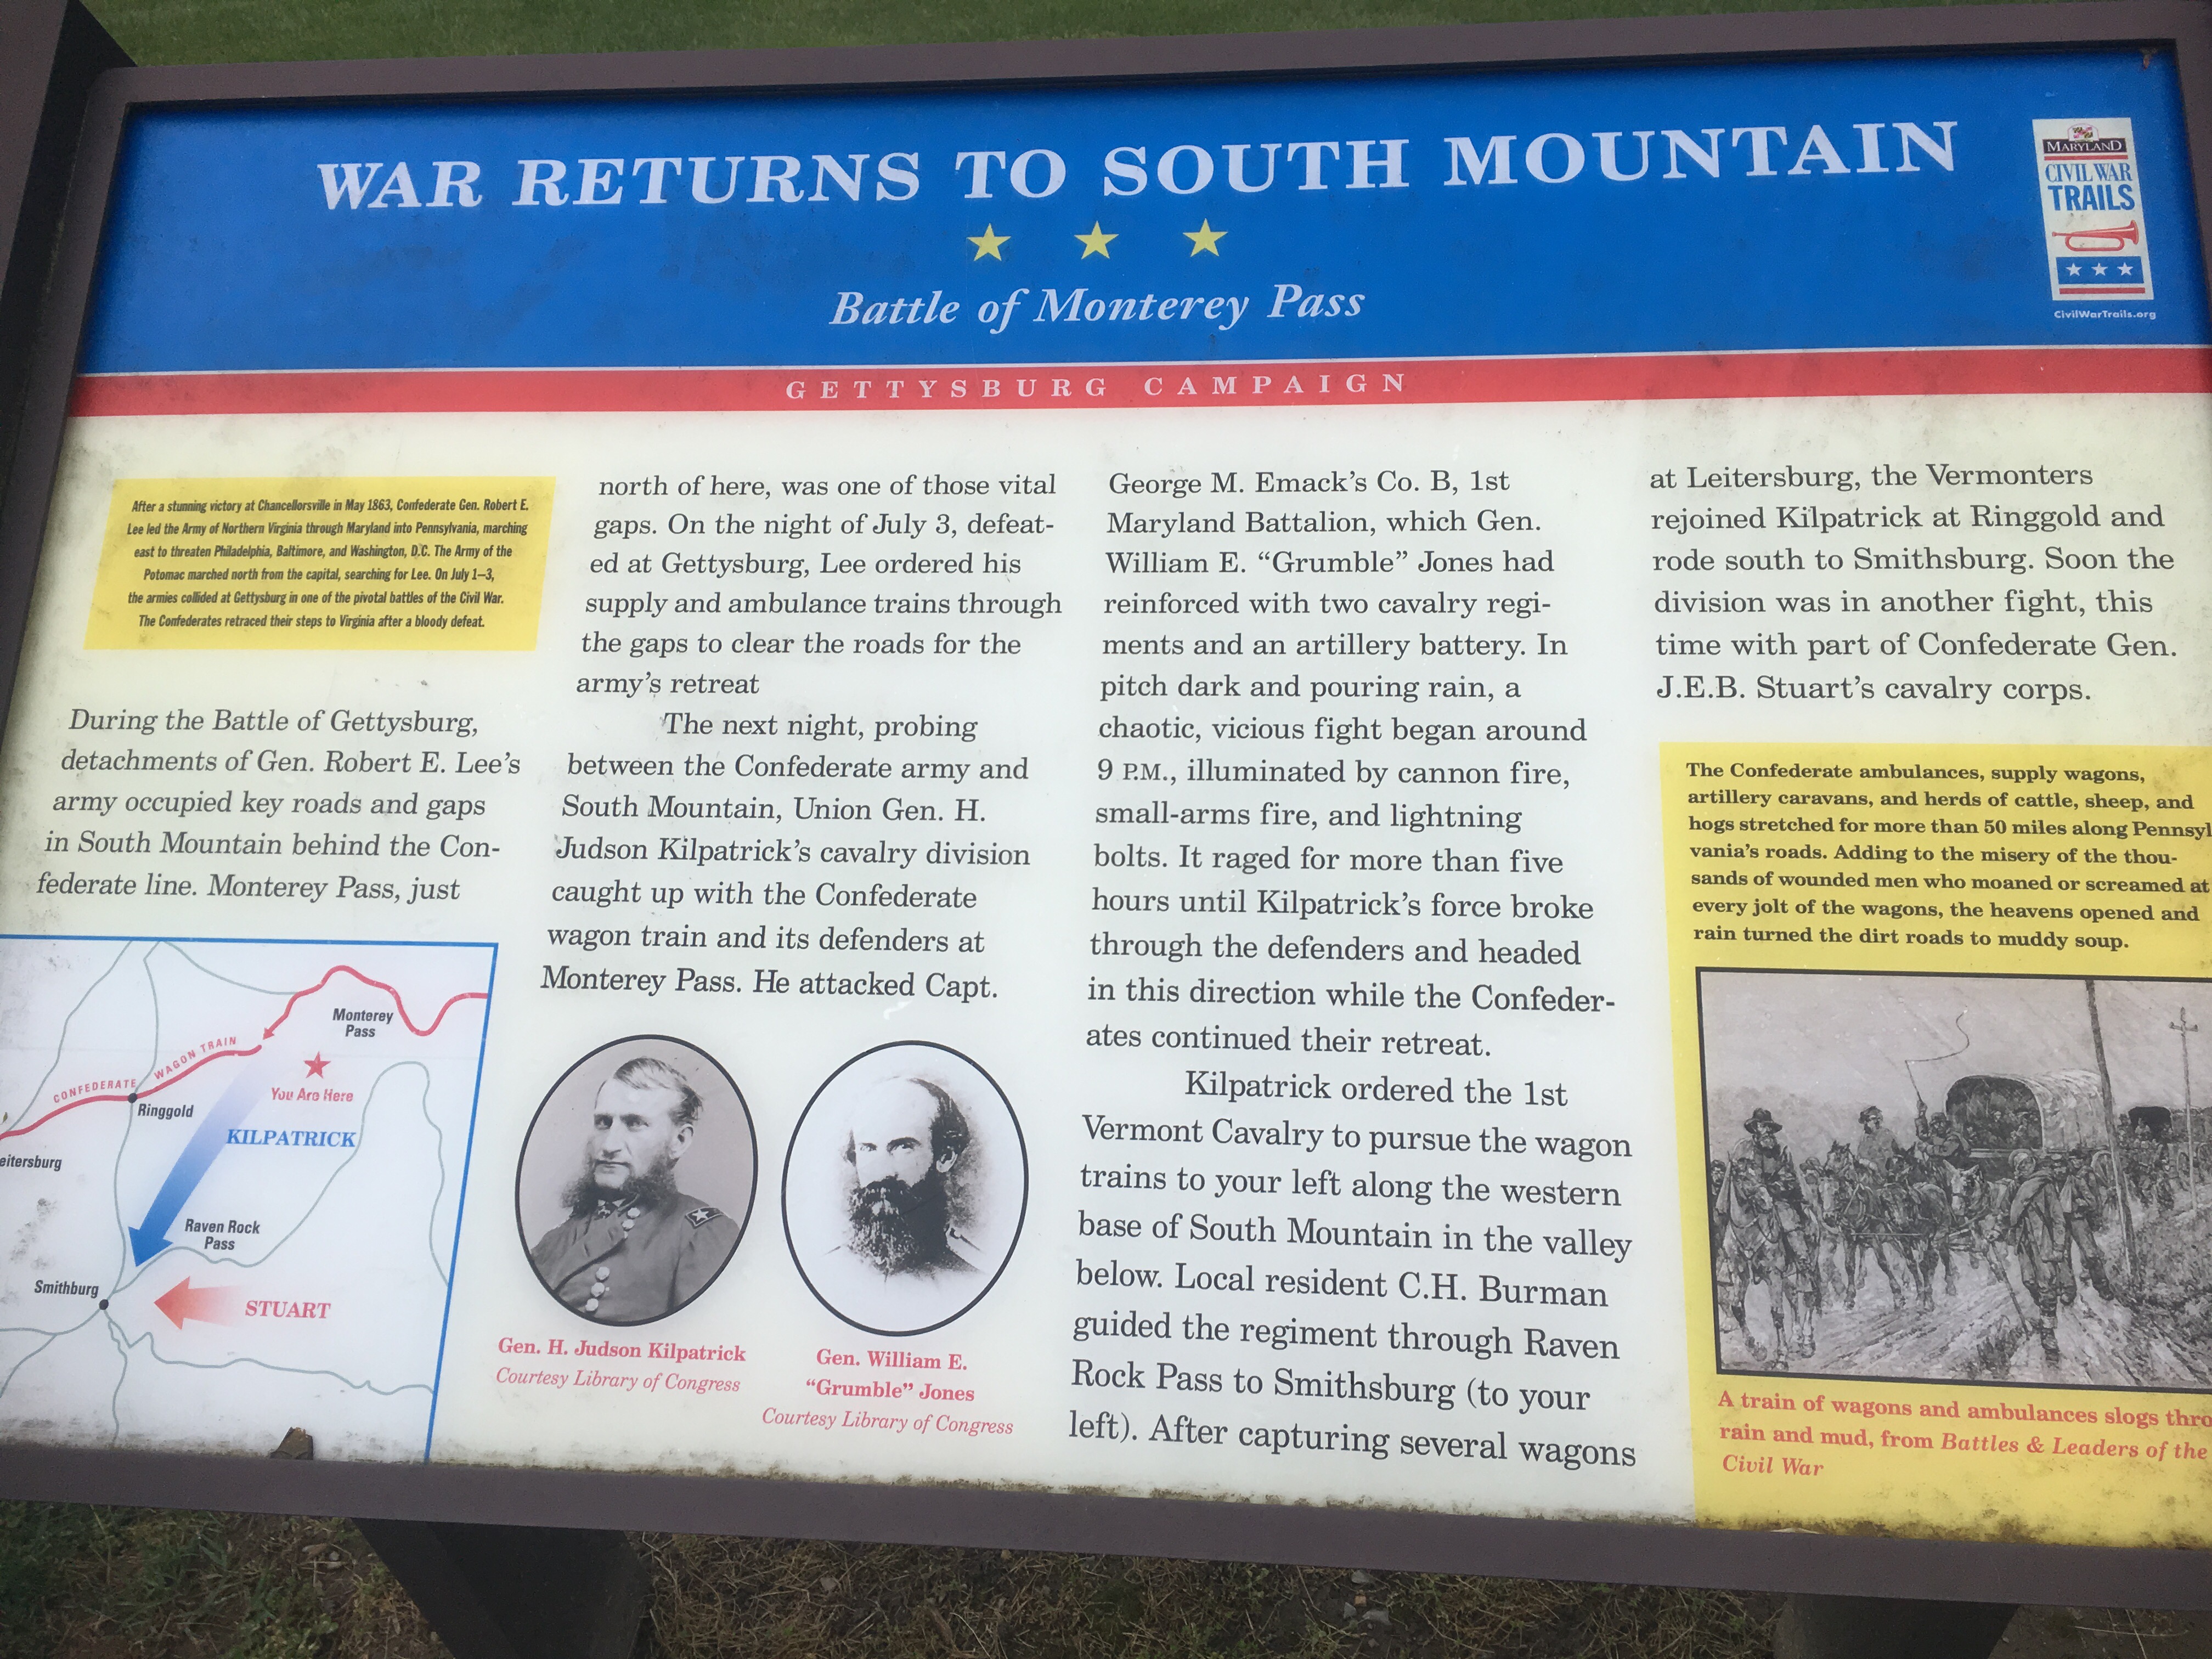 WAR RETURNS TO SOUTH MOUNTAIN
Battle of Monterey Pass
GETTYSBURG CAMPAIGN
MARYLAND
CIVIL WAR
TRAILS
CivilWarTrails.org
After a stunning victory at Chancellorsville in May 1863, Confederate Gen. Robert E.
Lee led the Army of Northern Virginia through Maryland into Pennsylvania, marching
east to threaten Philadelphia, Baltimore, and Washington, D.C. The Army of the
Potomac marched north from the capital, searching for Lee. On July 1–3,
the armies collided at Gettysburg in one of the pivotal battles of the Civil War.
The Confederates retraced their steps to Virginia after a bloody defeat.
During the Battle of Gettysburg,
detachments of Gen. Robert E. Lee's
army occupied key roads and gaps
in South Mountain behind the Con-
federate line. Monterey Pass, just
north of here, was one of those vital
gaps. On the night of July 3, defeat-
ed at Gettysburg, Lee ordered his
supply and ambulance trains through
the gaps to clear the roads for the
army's retreat
The next night, probing
between the Confederate army and
South Mountain, Union Gen. H.
Judson Kilpatrick's cavalry division
caught up with the Confederate
wagon train and its defenders at
Monterey Pass. He attacked Capt.
George M. Emack's Co. B, 1st
Maryland Battalion, which Gen.
William E. “Grumble” Jones had
reinforced with two cavalry regi-
ments and an artillery battery. In
pitch dark and pouring rain, a
chaotic, vicious fight began around
9 P.M., illuminated by cannon fire,
small-arms fire, and lightning
bolts. It raged for more than five
hours until Kilpatrick's force broke
through the defenders and headed
in this direction while the Confeder-
ates continued their retreat.
Kilpatrick ordered the 1st
Vermont Cavalry to pursue the wagon
trains to your left along the western
base of South Mountain in the valley
below. Local resident C.H. Burman
guided the regiment through Raven
Rock Pass to Smithsburg (to your
left). After capturing several wagons
at Leitersburg, the Vermonters
rejoined Kilpatrick at Ringgold and
rode south to Smithsburg. Soon the
division was in another fight, this
time with part of Confederate Gen.
J.E.B. Stuart's cavalry corps.
The Confederate ambulances, supply wagons,
artillery caravans, and herds of cattle, sheep, and
hogs stretched for more than 50 miles along Pennsyl
vania's roads. Adding to the misery of the thou-
sands of wounded men who moaned or screamed at
every jolt of the wagons, the heavens opened and
rain turned the dirt roads to muddy soup.
A train of wagons and ambulances slogs thro
rain and mud, from Battles & Leaders of the
Civil War
Monterey
Pass
CONFEDERATE WAGON TRAIN
You Are Here
Ringgold
KILPATRICK
eitersburg
Raven Rock
Pass
Smithburg
STUART
Gen. H. Judson Kilpatrick
Courtesy Library of Congress
Gen. William E.
“Grumble” Jones
Courtesy Library of Congress